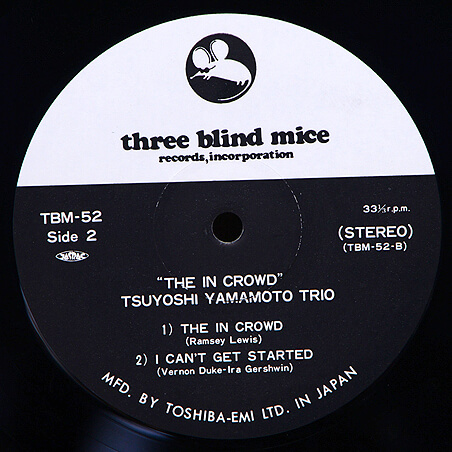 three blind mice
records, incorporation
TBM-52
Side 2
JASRAC
33⅓ r.p.m.
(STEREO)
(TBM-52-B)
"THE IN CROWD"
TSUYOSHI YAMAMOTO TRIO
1) THE IN CROWD
(Ramsey Lewis)
2) I CAN'T GET STARTED
(Vernon Duke-Ira Gershwin)
MFD. BY TOSHIBA-EMI LTD. IN JAPAN